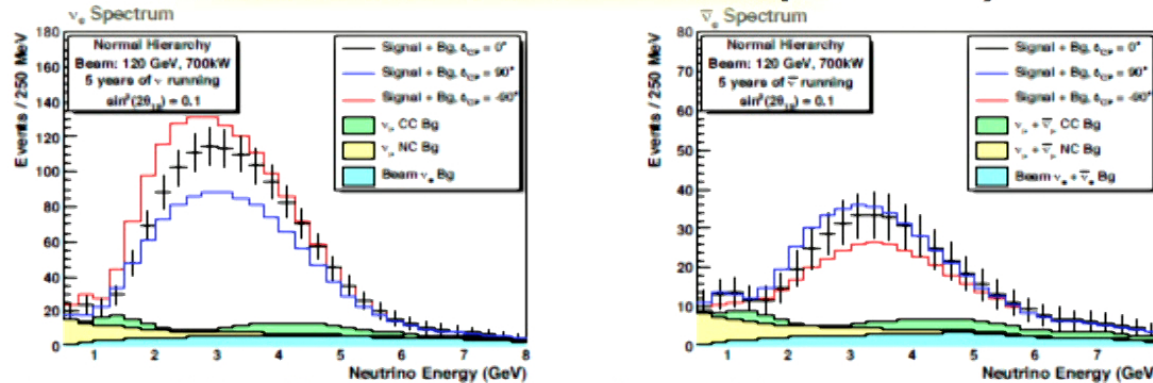 νe Spectrum
Events / 250 MeV
180
160
140
120
100
80
60
40
20
0
Normal Hierarchy
Beam: 120 GeV, 700kW
5 years of ν running
sin²(2θ13) = 0.1
Signal + Bg, δCP = 0°
Signal + Bg, δCP = 90°
Signal + Bg, δCP = -90°
νμ CC Bg
νμ NC Bg
Beam νe Bg
1 2 3 4 5 6 7 8
Neutrino Energy (GeV)
ν̅e Spectrum
Events / 250 MeV
80
70
60
50
40
30
20
10
0
Normal Hierarchy
Beam: 120 GeV, 700kW
5 years of ν̅ running
sin²(2θ13) = 0.1
Signal + Bg, δCP = 0°
Signal + Bg, δCP = 90°
Signal + Bg, δCP = -90°
νμ + ν̅μ CC Bg
νμ + ν̅μ NC Bg
Beam νe + ν̅e Bg
1 2 3 4 5 6 7
Neutrino Energy (GeV)